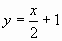 y = x/2 + 1